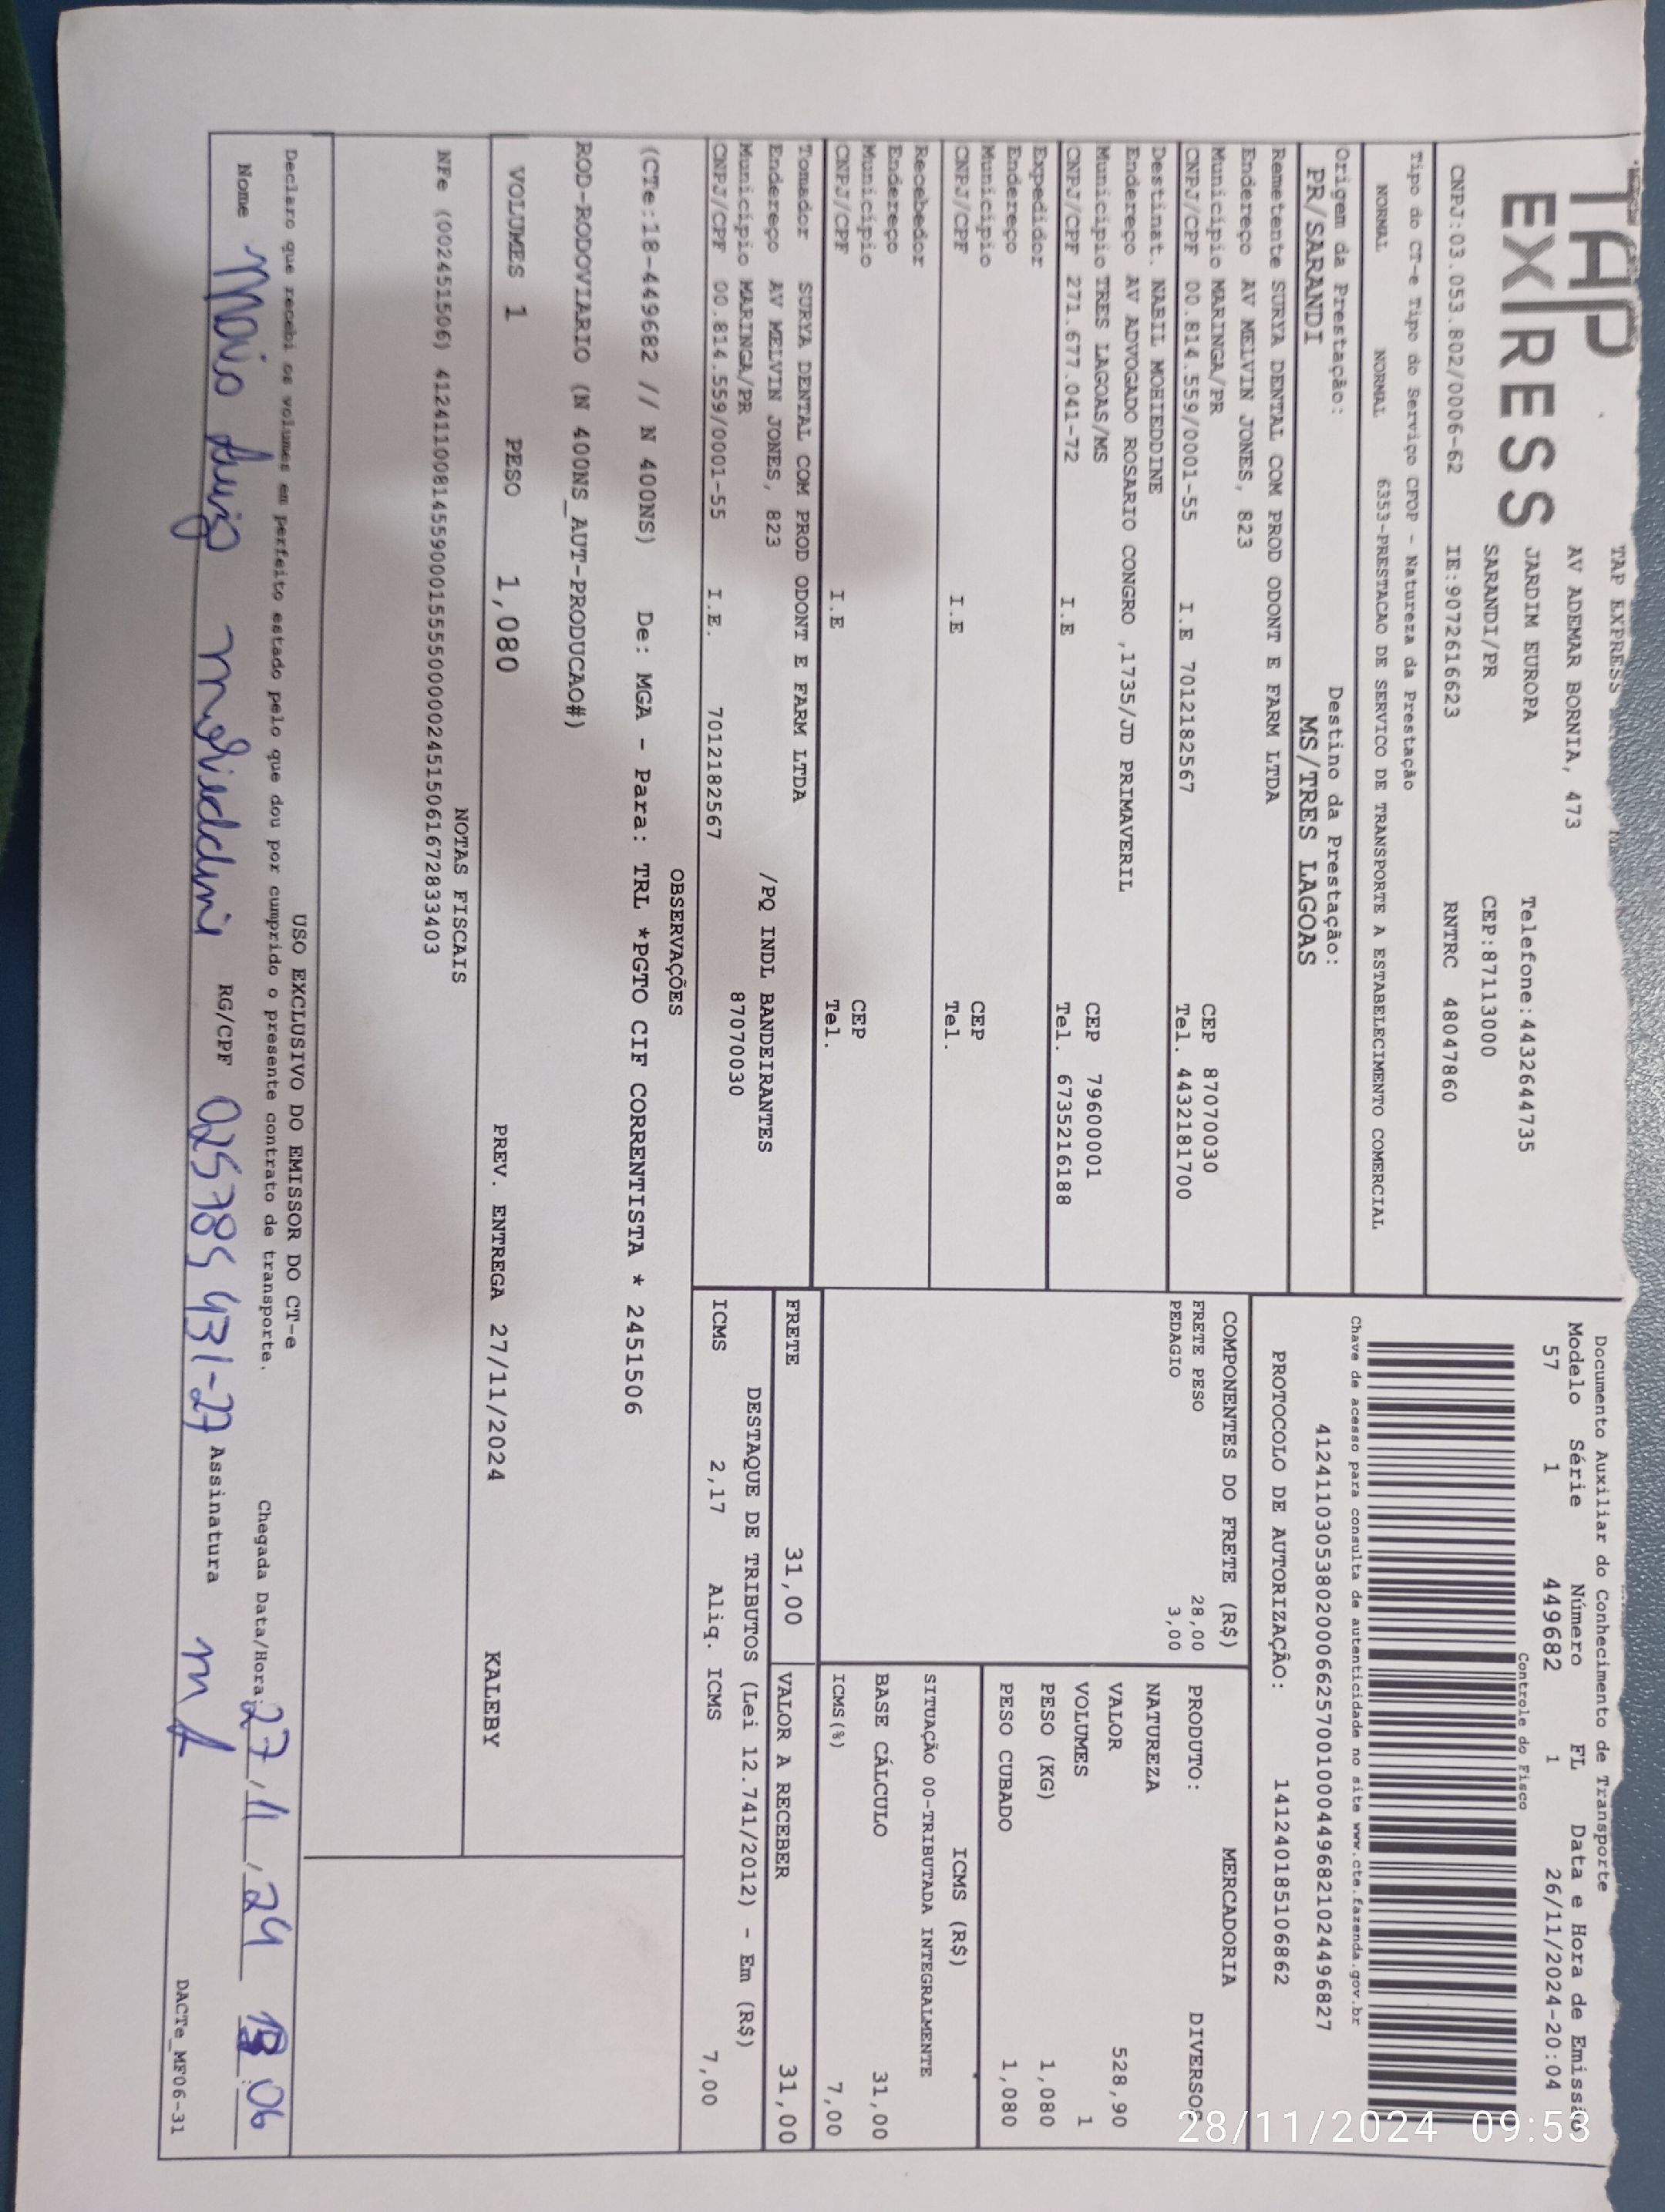 TAP
EXPRESS
TAP EXPRESS
AV ADEMAR BORNIA, 473
JARDIM EUROPA
Telefone:4432644735
SARANDI/PR
CEP:87113000
CNPJ:03.053.802/0006-62
IE:9072616623
RNTRC 48047860
Tipo do CT-e Tipo do Serviço CFOP - Natureza da Prestação
NORMAL NORMAL 6353-PRESTACAO DE SERVICO DE TRANSPORTE A ESTABELECIMENTO COMERCIAL
Origem da Prestação:
Destino da Prestação:
PR/SARANDI
MS/TRES LAGOAS
Documento Auxiliar do Conhecimento de Transporte
Modelo Série Número FL Data e Hora de Emissão
57 1 449682 1 26/11/2024-20:04
Controle do Fisco
Chave de acesso para consulta de autenticidade no site www.cte.fazenda.gov.br
41241103053802000662570010004496821024496827
PROTOCOLO DE AUTORIZAÇÃO: 141240185106862
Remetente SURYA DENTAL COM PROD ODONT E FARM LTDA
Endereço AV MELVIN JONES, 823
Município MARINGA/PR CEP 87070030
CNPJ/CPF 00.814.559/0001-55 I.E 7012182567 Tel. 4432181700
Destinat. NABIL MOHIEDDINE
Endereço AV ADVOGADO ROSARIO CONGRO ,1735/JD PRIMAVERIL
Município TRES LAGOAS/MS CEP 79600001
CNPJ/CPF 271.677.041-72 I.E Tel. 6735216188
Expedidor
Endereço
Município CEP
CNPJ/CPF I.E Tel.
Recebedor
Endereço
Município CEP
CNPJ/CPF I.E Tel.
Tomador SURYA DENTAL COM PROD ODONT E FARM LTDA
Endereço AV MELVIN JONES, 823 /PQ INDL BANDEIRANTES
Município MARINGA/PR 87070030
CNPJ/CPF 00.814.559/0001-55 I.E. 7012182567
COMPONENTES DO FRETE (R$)
FRETE PESO 28,00
PEDAGIO 3,00
MERCADORIA
PRODUTO: DIVERSOS
NATUREZA
VALOR 528,90
VOLUMES 1
PESO (KG) 1,080
PESO CUBADO 1,080
ICMS (R$)
SITUAÇÃO 00-TRIBUTADA INTEGRALMENTE
BASE CÁLCULO 31,00
ICMS(%) 7,00
FRETE 31,00
VALOR A RECEBER 31,00
DESTAQUE DE TRIBUTOS (Lei 12.741/2012) - Em (R$)
ICMS 2,17 Aliq. ICMS 7,00
OBSERVAÇÕES
(CTe:18-449682 // N 400NS) De: MGA - Para: TRL *PGTO CIF CORRENTISTA * 2451506
ROD-RODOVIARIO (N 400NS_AUT-PRODUCAO#)
VOLUMES 1 PESO 1,080 PREV. ENTREGA 27/11/2024 KALEBY
NOTAS FISCAIS
NFe (002451506) 41241100814559000155550000024515061672833403
USO EXCLUSIVO DO EMISSOR DO CT-e
Declaro que recebi os volumes em perfeito estado pelo que dou por cumprido o presente contrato de transporte.
Chegada Data/Hora: 27/11/24 06
Nome Luiz RG/CPF 025785431-27 Assinatura
DACTe_MF06-31
28/11/2024 09:53